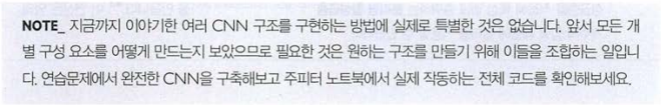 NOTE_ 지금까지 이야기한 여러 CNN 구조를 구현하는 방법에 실제로 특별한 것은 없습니다. 앞서 모든 개
별 구성 요소를 어떻게 만드는지 보았으므로 필요한 것은 원하는 구조를 만들기 위해 이들을 조합하는 일입니
다. 연습문제에서 완전한 CNN을 구축해보고 주피터 노트북에서 실제 작동하는 전체 코드를 확인해보세요.